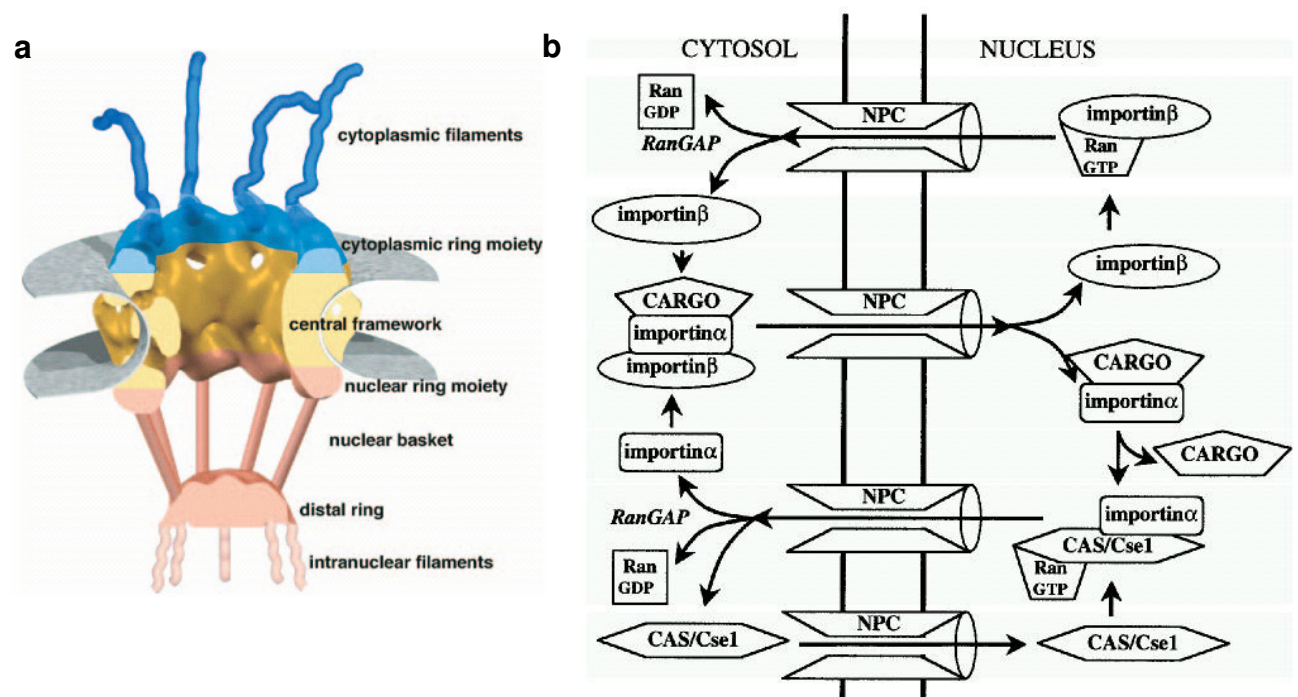 a
cytoplasmic filaments
cytoplasmic ring moiety
central framework
nuclear ring moiety
nuclear basket
distal ring
intranuclear filaments
b
CYTOSOL
NUCLEUS
Ran
GDP
RanGAP
NPC
importinβ
Ran
GTP
importinβ
importinβ
CARGO
importinα
importinβ
NPC
CARGO
importinα
CARGO
importinα
RanGAP
Ran
GDP
NPC
importinα
CAS/Cse1
Ran
GTP
CAS/Cse1
NPC
CAS/Cse1